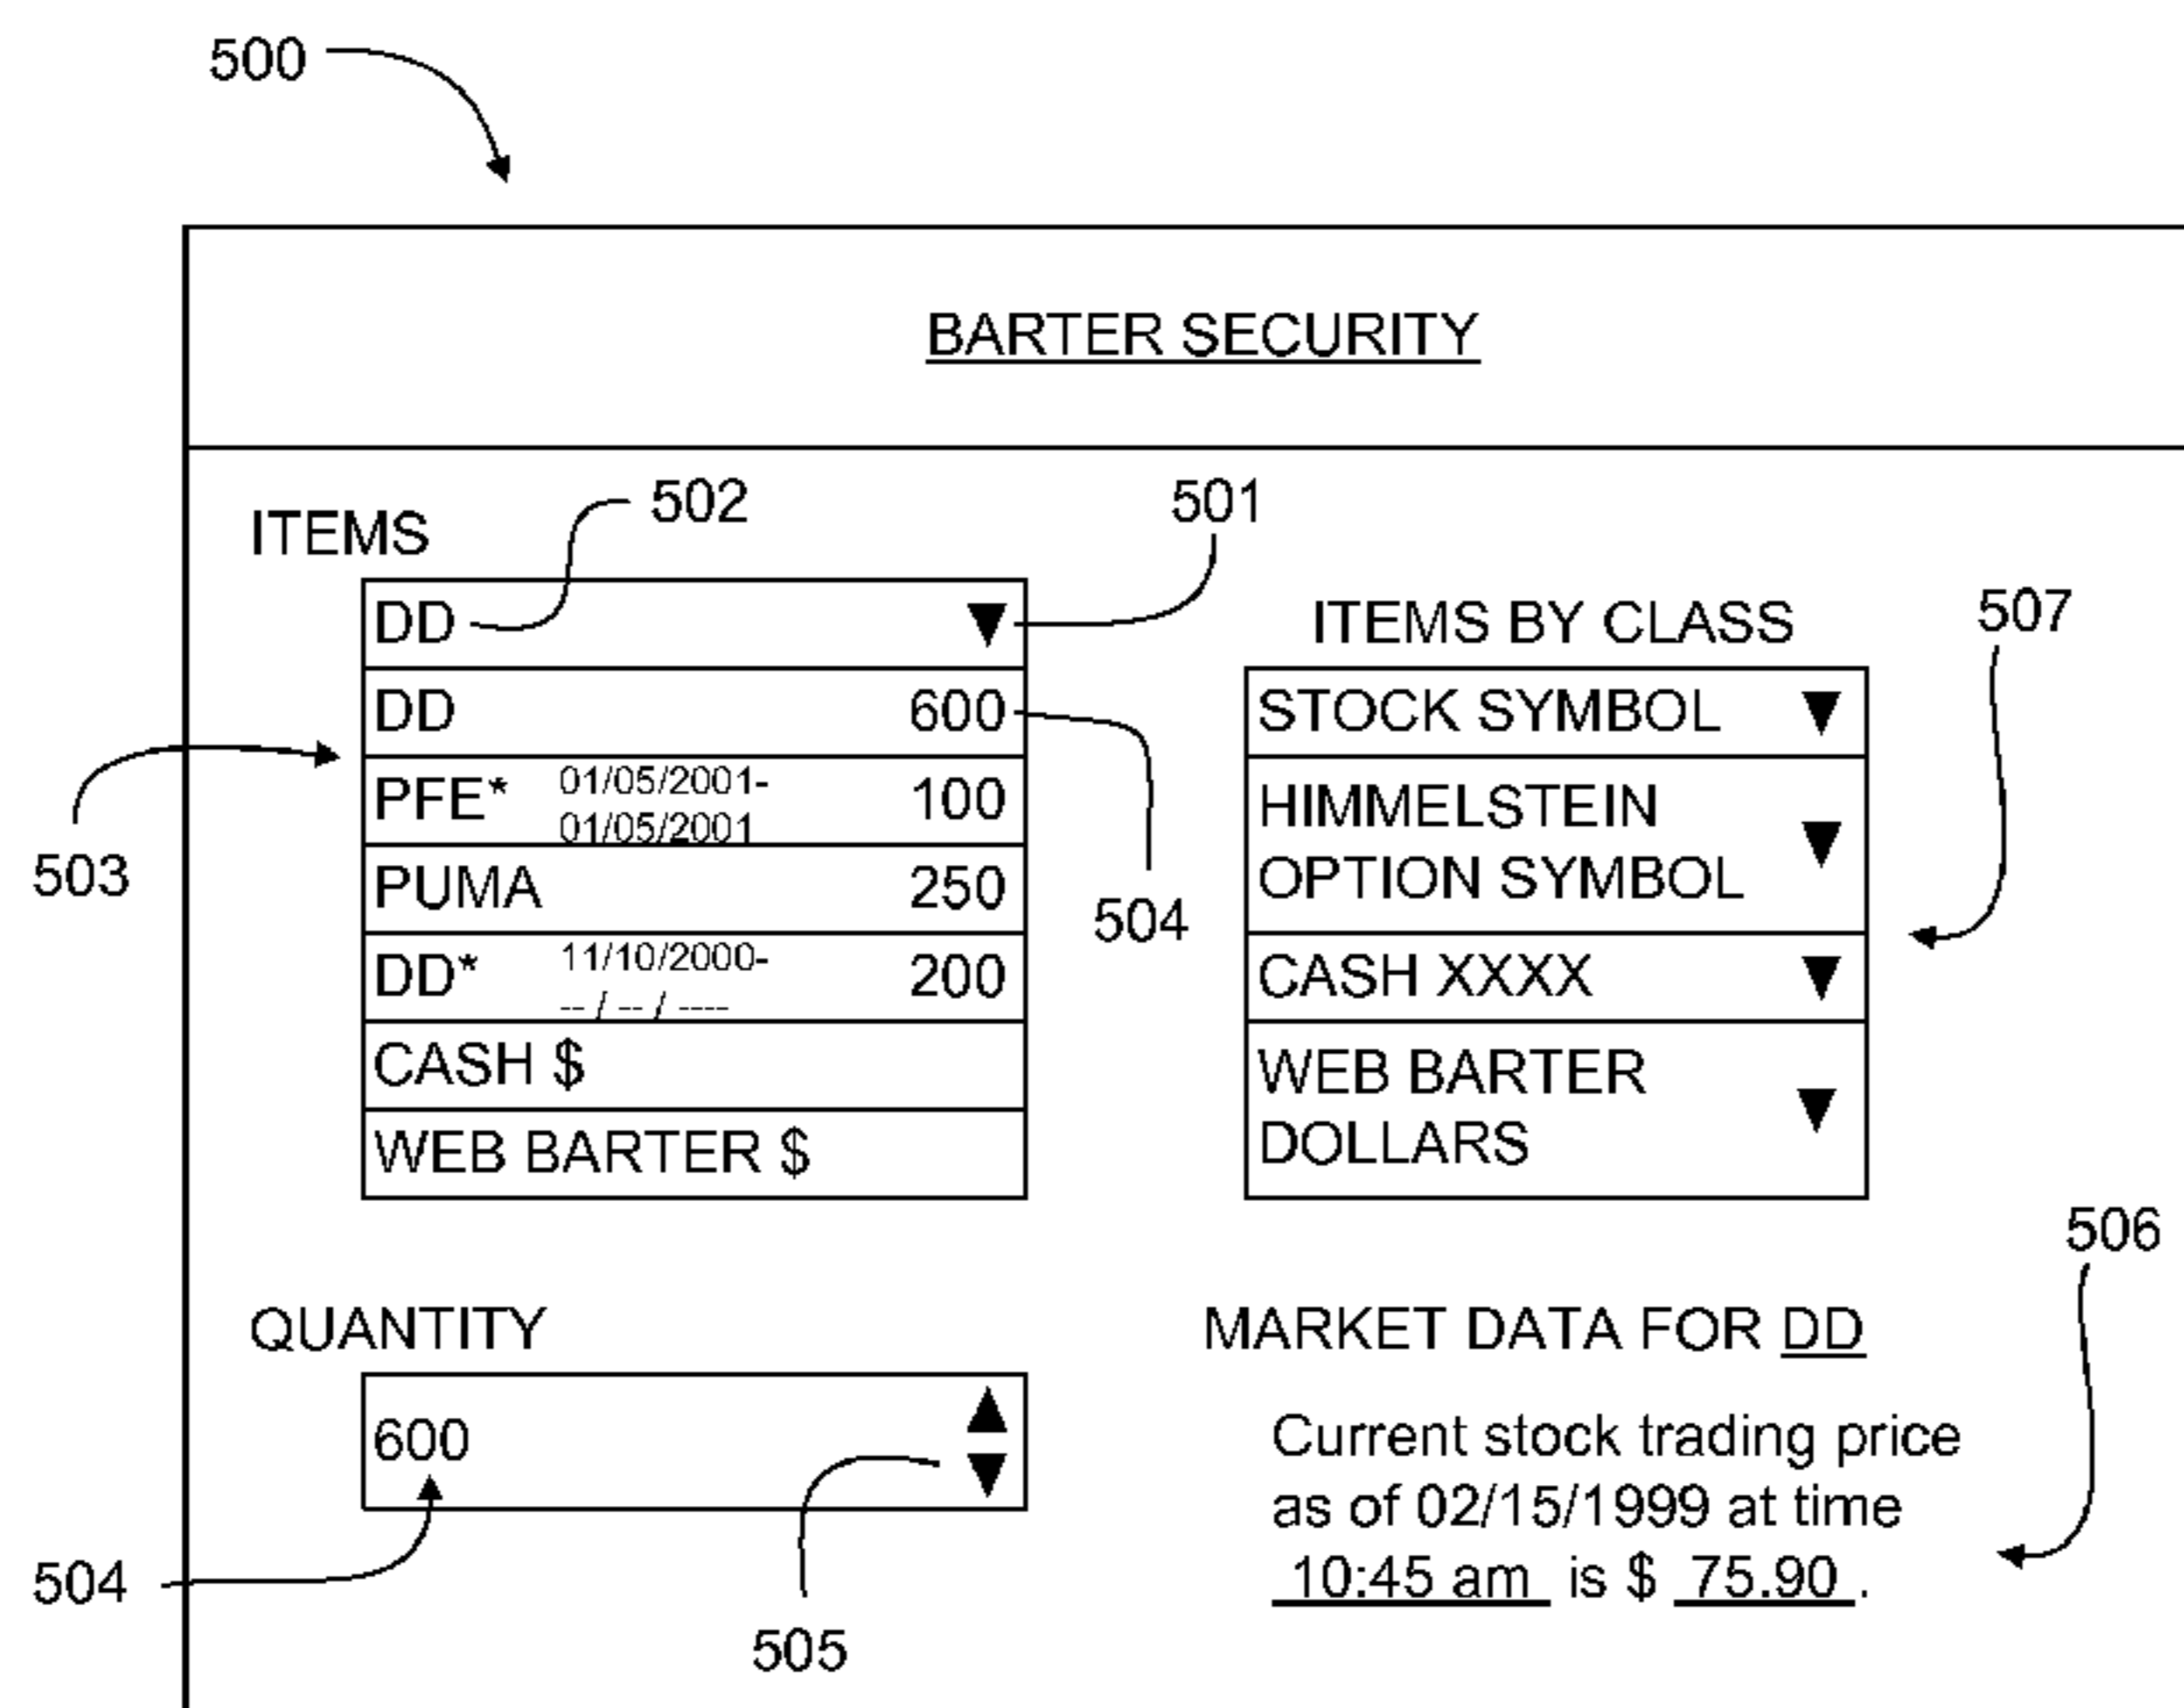 500
BARTER SECURITY
502
501
ITEMS
DD ▼
DD 600
PFE* 01/05/2001-
01/05/2001 100
PUMA 250
DD* 11/10/2000-
-- / -- / ---- 200
CASH $
WEB BARTER $
503
504
ITEMS BY CLASS
507
STOCK SYMBOL ▼
HIMMELSTEIN
OPTION SYMBOL ▼
CASH XXXX ▼
WEB BARTER
DOLLARS ▼
506
QUANTITY
600
504
505
MARKET DATA FOR DD
Current stock trading price
as of 02/15/1999 at time
10:45 am is $ 75.90 .